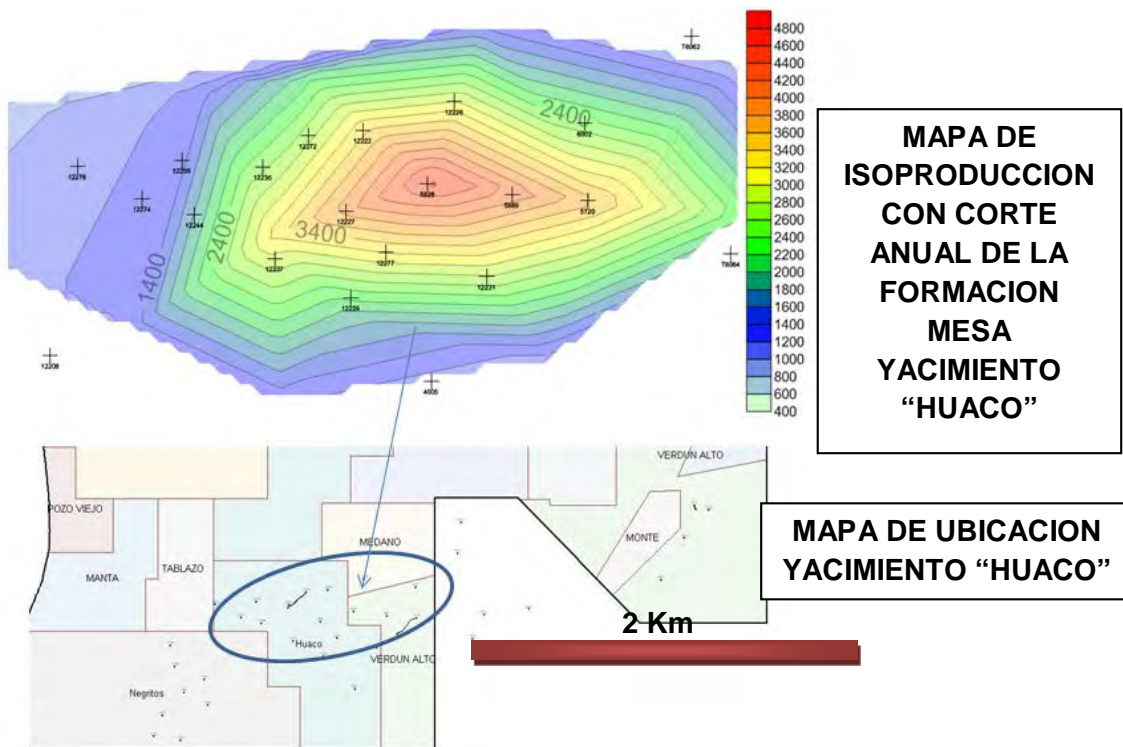 T6062
12226
2400
6002
12272
12222
12276
12239
12236
5628
12274
12244
12227
5720
2400
3400
12237
12277
T6064
1400
12231
12208
4005
4800
4600
4400
4200
4000
3800
3600
3400
3200
3000
2800
2600
2400
2200
2000
1800
1600
1400
1200
1000
800
600
400
MAPA DE
ISOPRODUCCION
CON CORTE
ANUAL DE LA
FORMACION
MESA
YACIMIENTO
“HUACO”
VERDUN ALTO
POZO VIEJO
MEDANO
MONTE
TABLAZO
MANTA
Huaco
VERDUN ALTO
Negritos
2 Km
MAPA DE UBICACION
YACIMIENTO “HUACO”